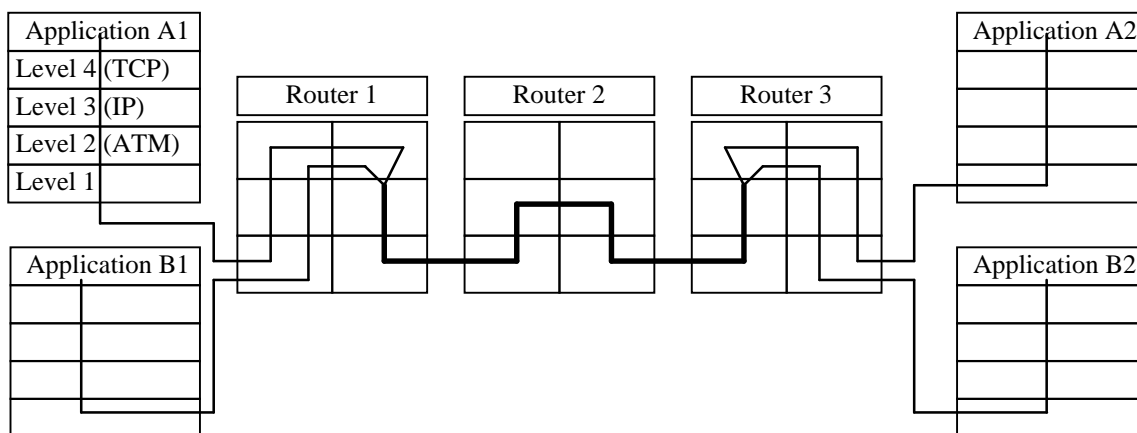 Application A1
Level 4 (TCP)
Level 3 (IP)
Level 2 (ATM)
Level 1
Router 1
Router 2
Router 3
Application A2
Application B1
Application B2